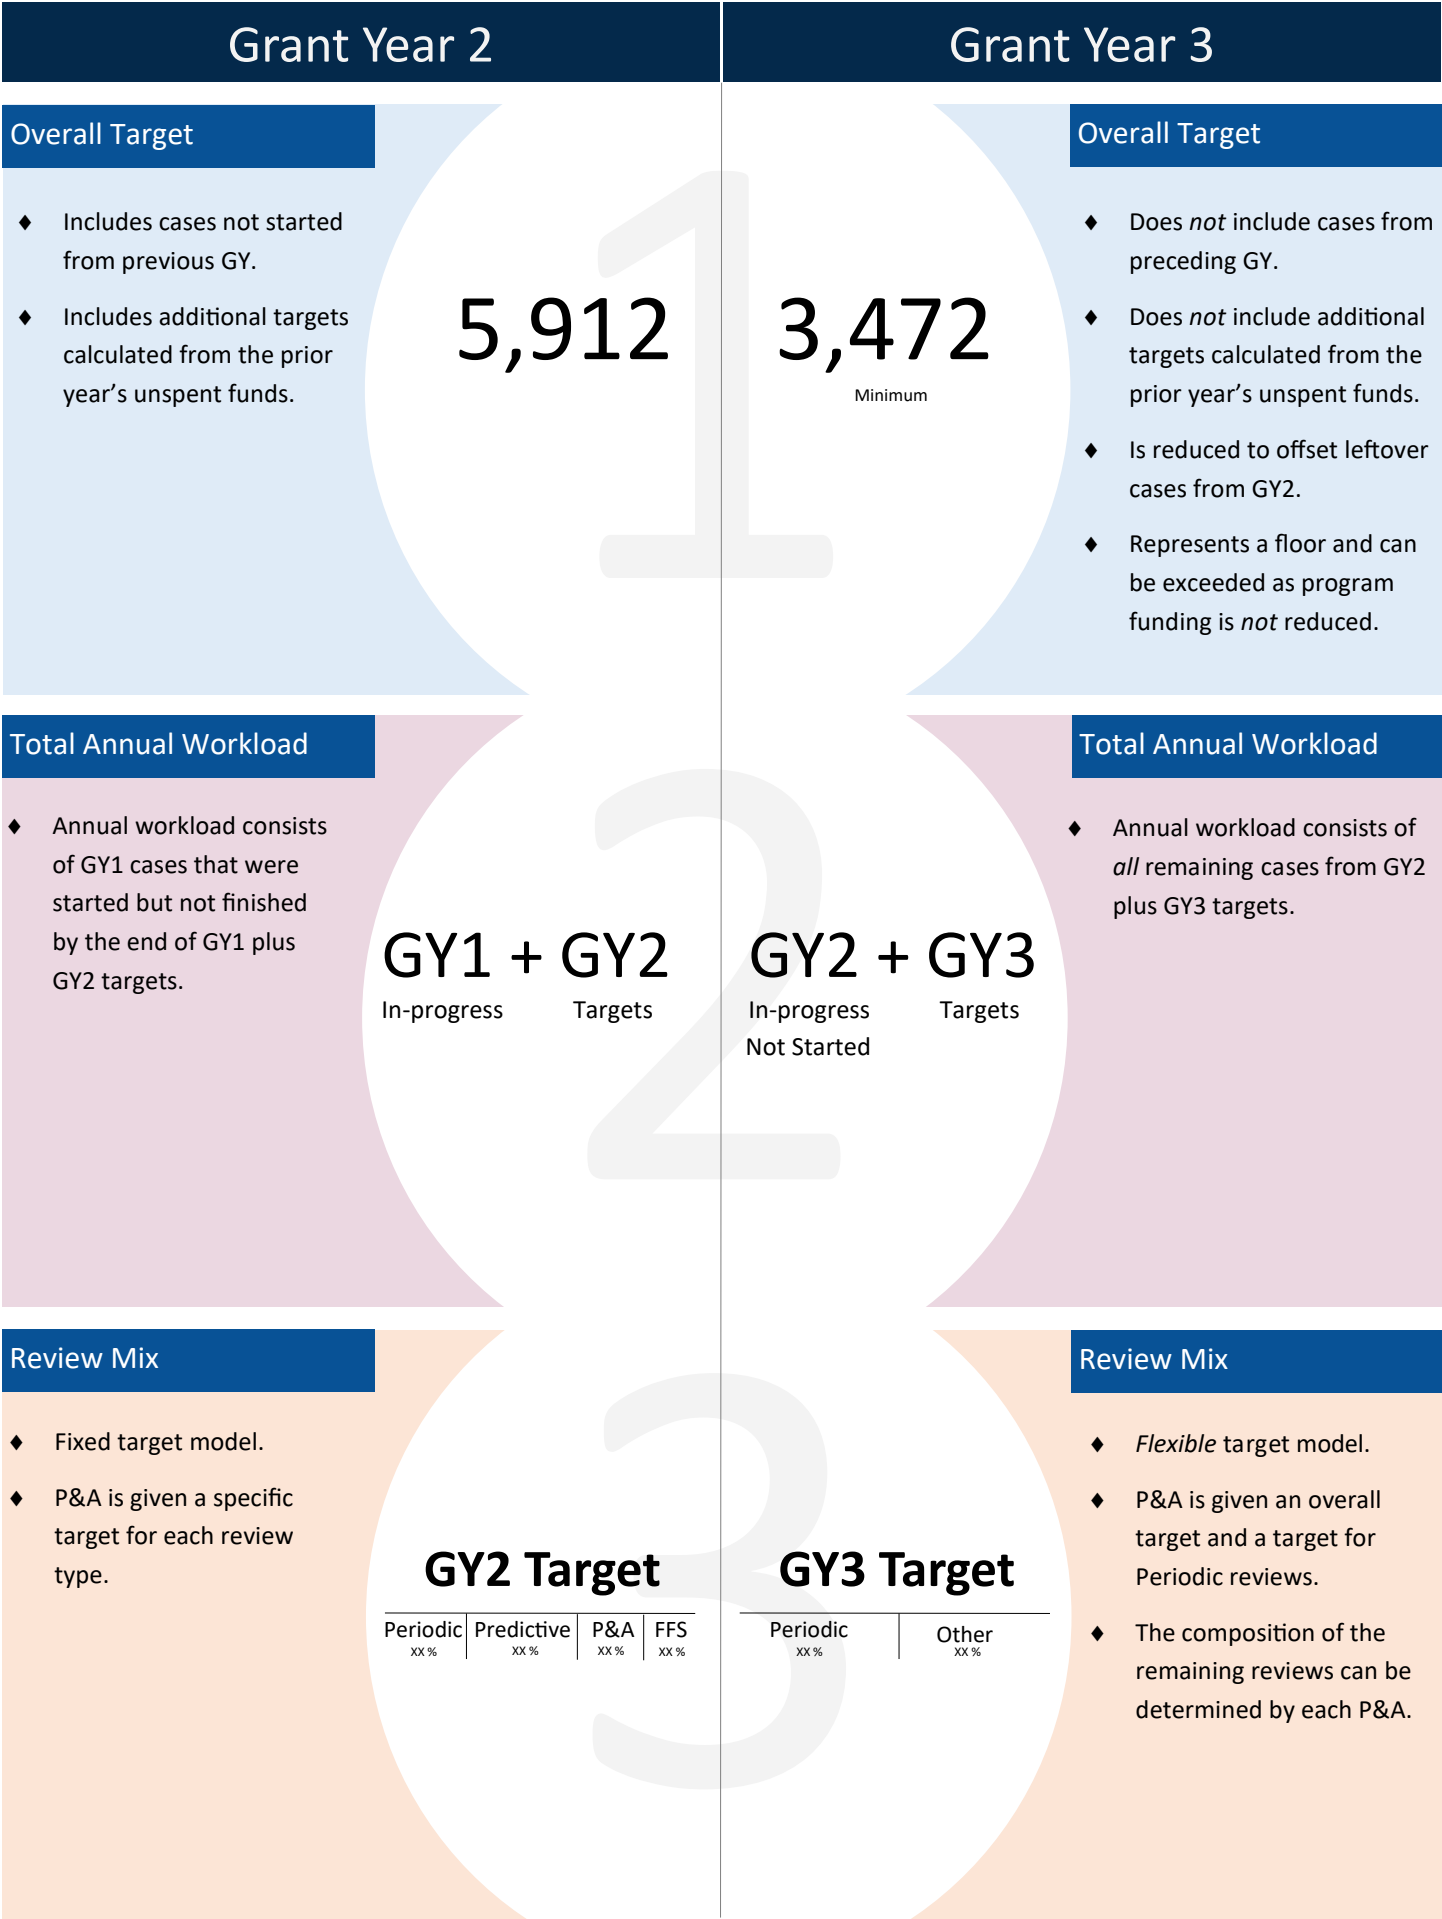 Grant Year 2
Grant Year 3
Overall Target
♦ Includes cases not started
from previous GY.
♦ Includes additional targets
calculated from the prior
year’s unspent funds.
1
5,912
3,472
Minimum
Overall Target
♦ Does not include cases from
preceding GY.
♦ Does not include additional
targets calculated from the
prior year’s unspent funds.
♦ Is reduced to offset leftover
cases from GY2.
♦ Represents a floor and can
be exceeded as program
funding is not reduced.
Total Annual Workload
♦ Annual workload consists
of GY1 cases that were
started but not finished
by the end of GY1 plus
GY2 targets.
2
GY1 + GY2
In-progress Targets
GY2 + GY3
In-progress Targets
Not Started
Total Annual Workload
♦ Annual workload consists of
all remaining cases from GY2
plus GY3 targets.
Review Mix
♦ Fixed target model.
♦ P&A is given a specific
target for each review
type.
3
GY2 Target
Periodic Predictive P&A FFS
XX % XX % XX % XX %
GY3 Target
Periodic Other
XX % XX %
Review Mix
♦ Flexible target model.
♦ P&A is given an overall
target and a target for
Periodic reviews.
♦ The composition of the
remaining reviews can be
determined by each P&A.